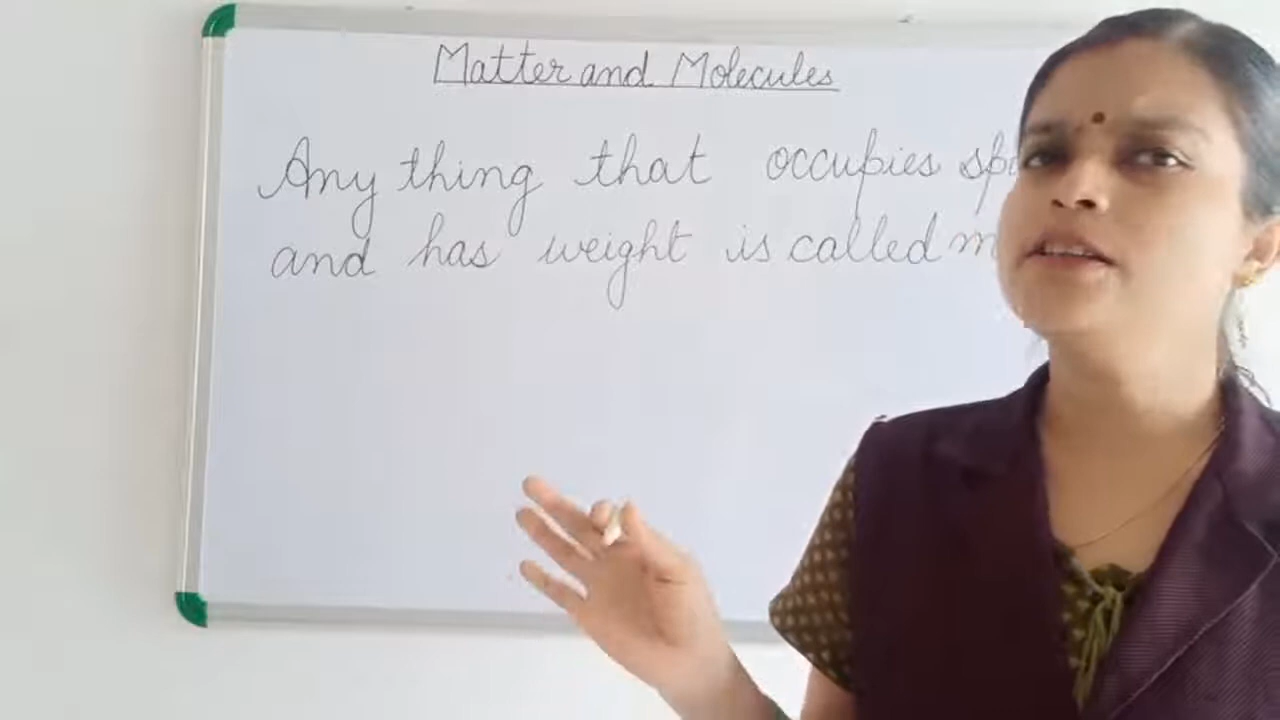 Matter and Molecules
Any thing that occupies
and has weight is called